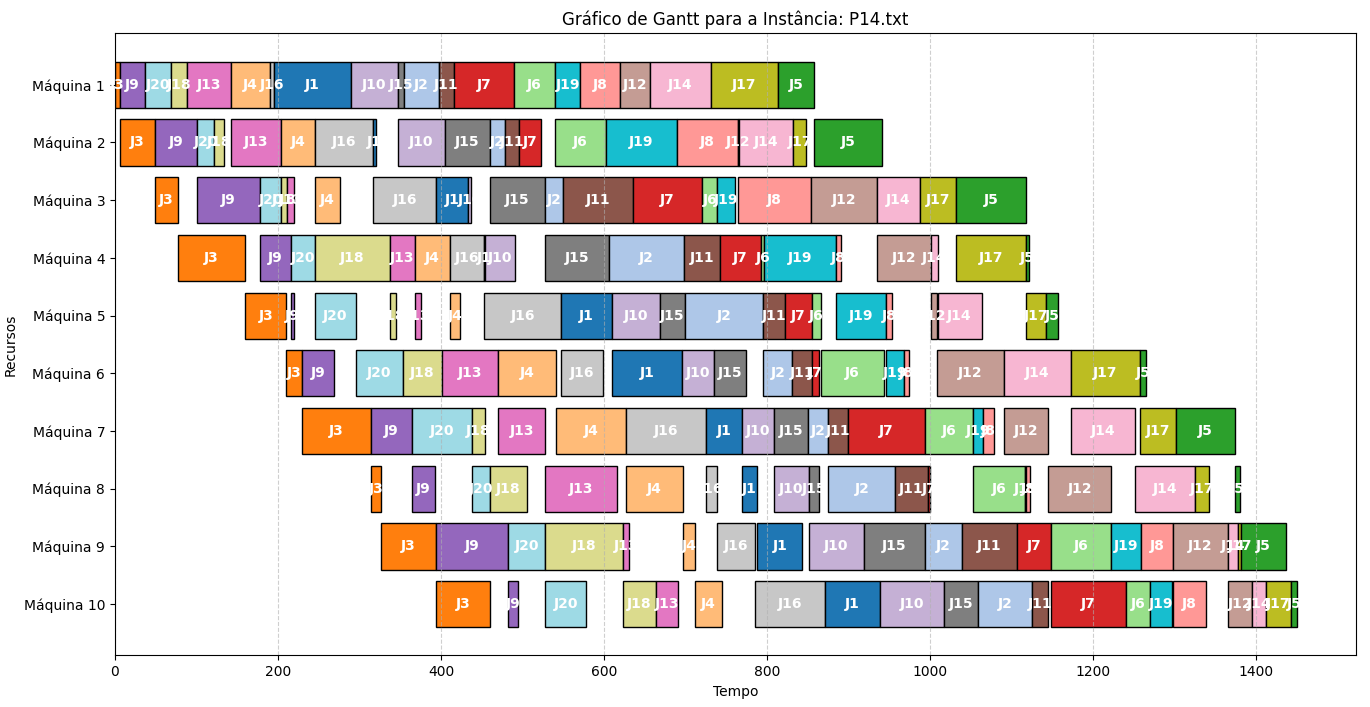 Gráfico de Gantt para a Instância: P14.txt
Máquina 1 J3 J9 J20 J18 J13 J4 J16 J1 J10 J15 J2 J11 J7 J6 J19 J8 J12 J14 J17 J5
Máquina 2 J3 J9 J20 J18 J13 J4 J16 J1 J10 J15 J2 J11 J7 J6 J19 J8 J12 J14 J17 J5
Máquina 3 J3 J9 J20 J18 J13 J4 J16 J1 J10 J15 J2 J11 J7 J6 J19 J8 J12 J14 J17 J5
Máquina 4 J3 J9 J20 J18 J13 J4 J16 J1 J10 J15 J2 J11 J7 J6 J19 J8 J12 J14 J17 J5
Máquina 5 J3 J9 J20 J18 J13 J4 J16 J1 J10 J15 J2 J11 J7 J6 J19 J8 J12 J14 J17 J5
Máquina 6 J3 J9 J20 J18 J13 J4 J16 J1 J10 J15 J2 J11 J7 J6 J19 J8 J12 J14 J17 J5
Máquina 7 J3 J9 J20 J18 J13 J4 J16 J1 J10 J15 J2 J11 J7 J6 J19 J8 J12 J14 J17 J5
Máquina 8 J3 J9 J20 J18 J13 J4 J16 J1 J10 J15 J2 J11 J7 J6 J19 J8 J12 J14 J17 J5
Máquina 9 J3 J9 J20 J18 J13 J4 J16 J1 J10 J15 J2 J11 J7 J6 J19 J8 J12 J14 J17 J5
Máquina 10 J3 J9 J20 J18 J13 J4 J16 J1 J10 J15 J2 J11 J7 J6 J19 J8 J12 J14 J17 J5
Recursos
0 200 400 600 800 1000 1200 1400
Tempo